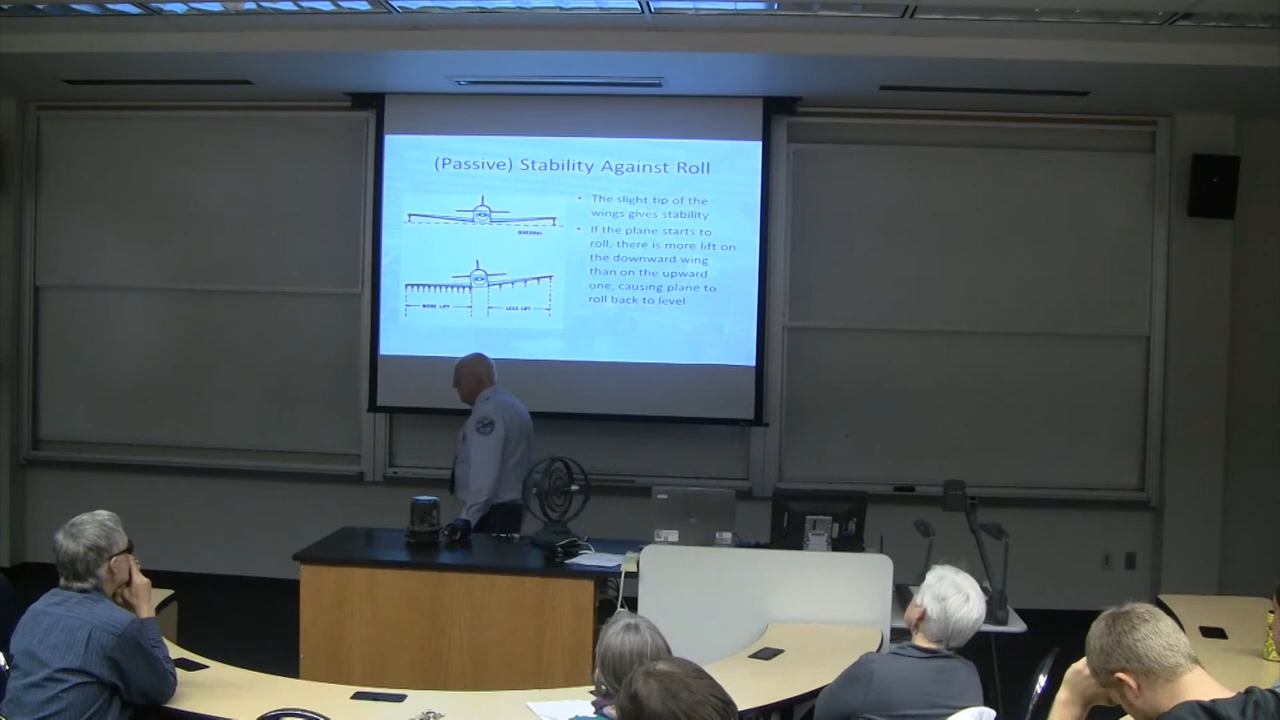 (Passive) Stability Against Roll
• The slight tip of the
wings gives stability
• If the plane starts to
roll, there is more lift on
the downward wing
than on the upward
one, causing plane to
roll back to level
DIHEDRAL
MORE LIFT
LESS LIFT